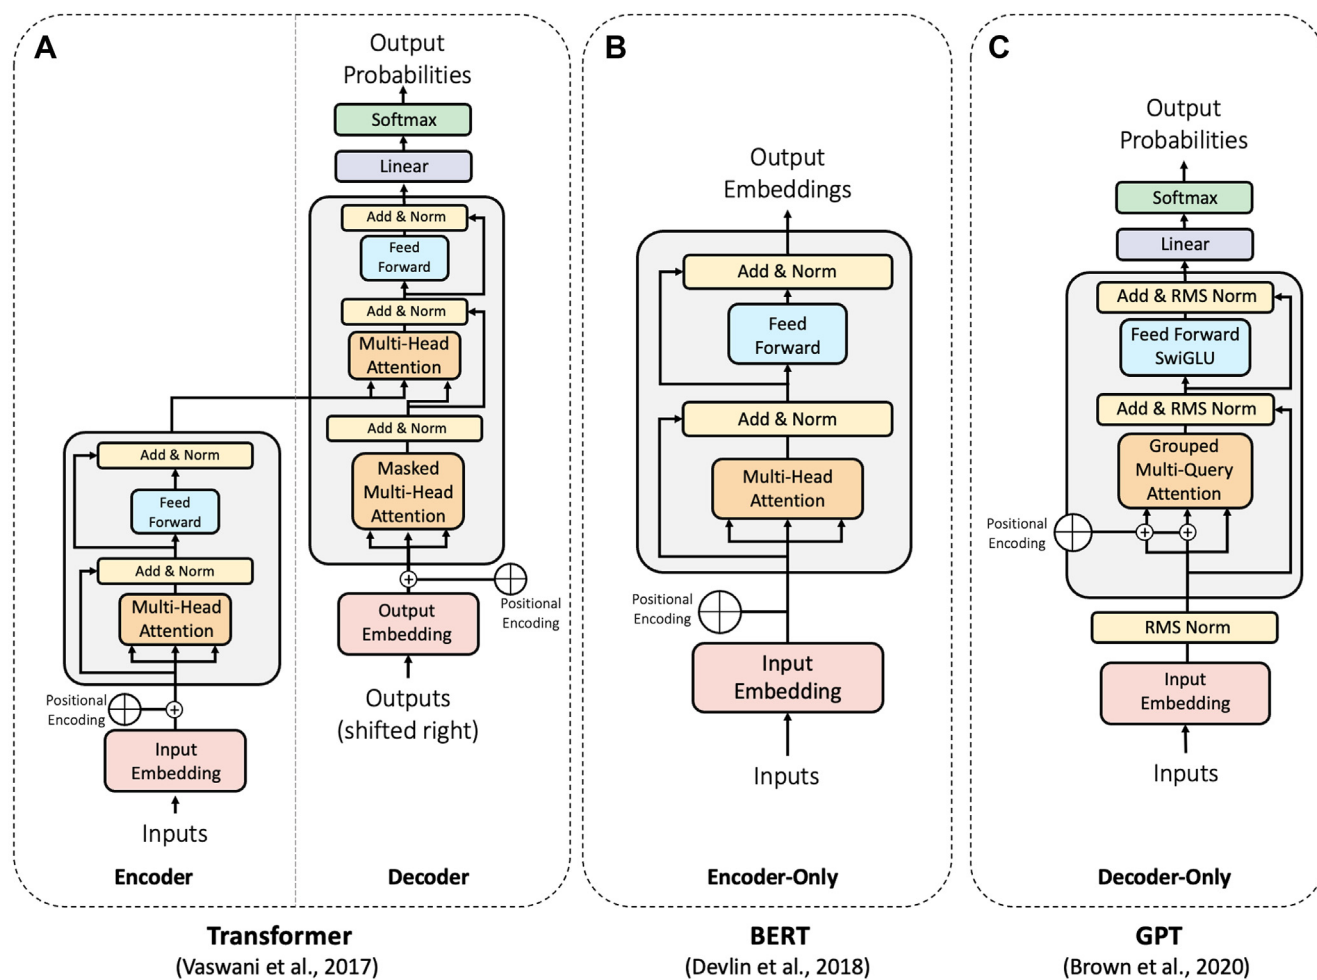 A
Output
Probabilities
Softmax
Linear
Add & Norm
Feed
Forward
Add & Norm
Multi-Head
Attention
Add & Norm
Masked
Multi-Head
Attention
Positional
Encoding
Output
Embedding
Outputs
(shifted right)
Add & Norm
Feed
Forward
Add & Norm
Multi-Head
Attention
Positional
Encoding
Input
Embedding
Inputs
Encoder
Decoder
Transformer
(Vaswani et al., 2017)
B
Output
Embeddings
Add & Norm
Feed
Forward
Add & Norm
Multi-Head
Attention
Positional
Encoding
Input
Embedding
Inputs
Encoder-Only
BERT
(Devlin et al., 2018)
C
Output
Probabilities
Softmax
Linear
Add & RMS Norm
Feed Forward
SwiGLU
Add & RMS Norm
Grouped
Multi-Query
Attention
Positional
Encoding
RMS Norm
Input
Embedding
Inputs
Decoder-Only
GPT
(Brown et al., 2020)